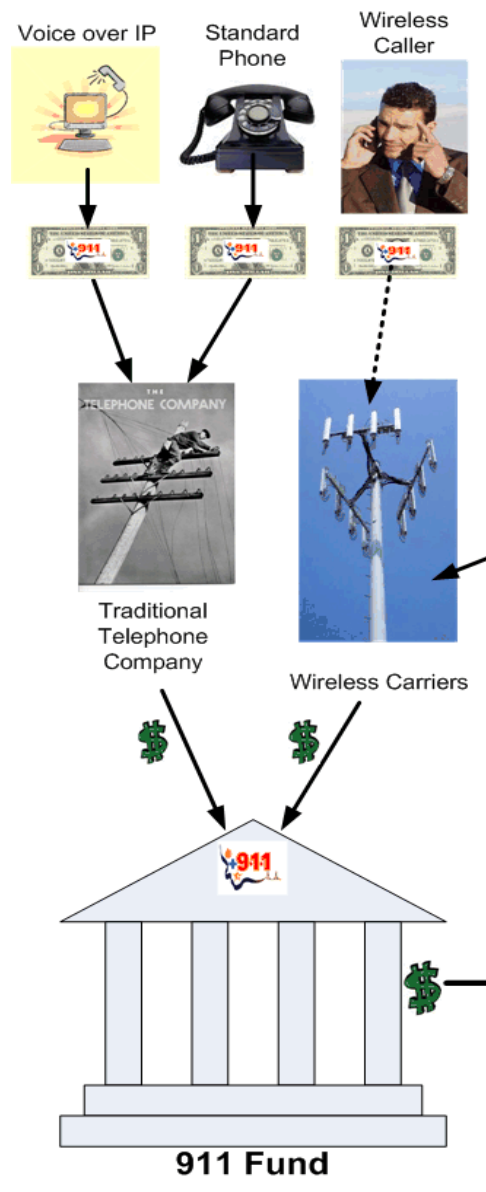 Voice over IP
Standard
Phone
Wireless
Caller
911
911
911
THE
TELEPHONE COMPANY
Traditional
Telephone
Company
Wireless Carriers
$
$
911
$
911 Fund